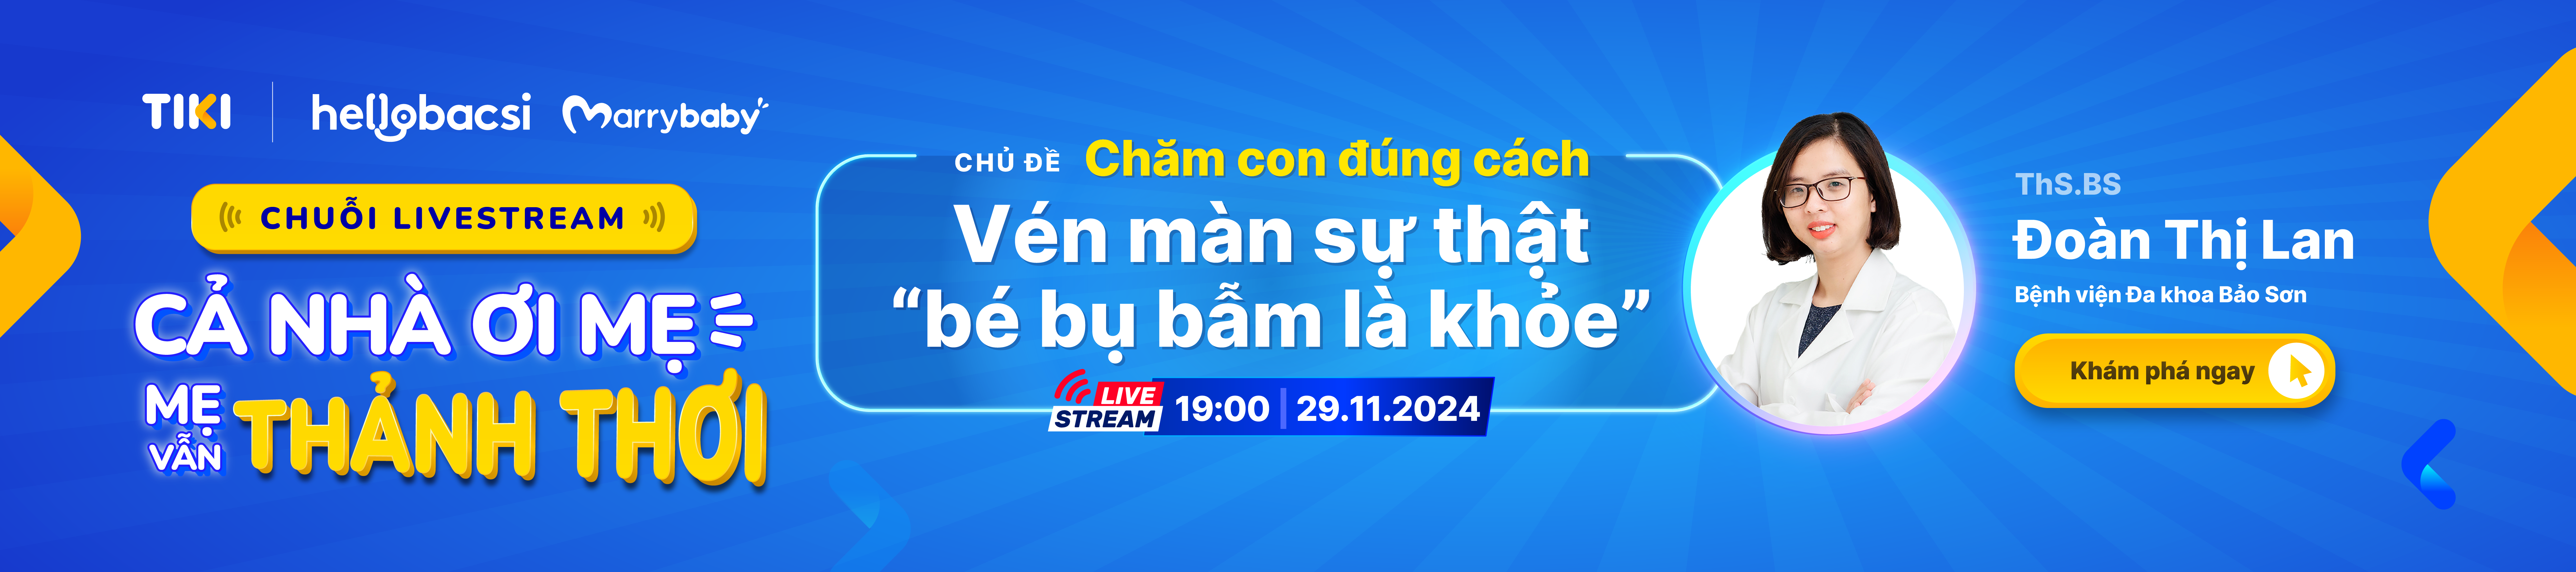 TIKI
hellobacsi
Marrybaby
CHUỖI LIVESTREAM
CẢ NHÀ ƠI MẸ
MẸ
VẪN
THẢNH THƠI
CHỦ ĐỀ Chăm con đúng cách
Vén màn sự thật
“bé bụ bẫm là khỏe”
LIVE
STREAM
19:00 | 29.11.2024
ThS.BS
Đoàn Thị Lan
Bệnh viện Đa khoa Bảo Sơn
Khám phá ngay